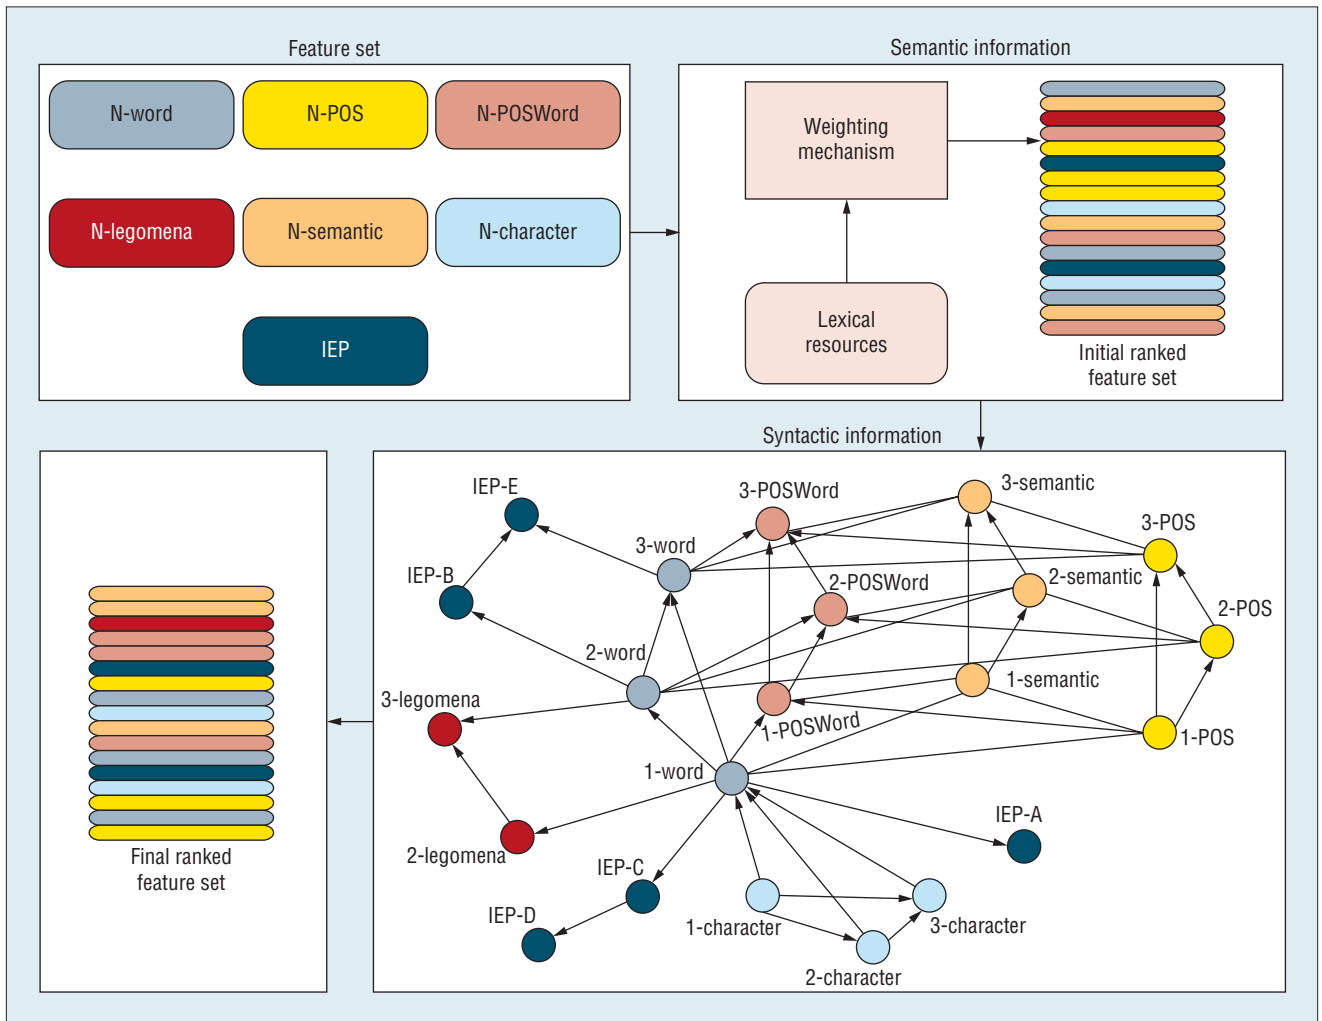 Feature set
Semantic information
N-word
N-POS
N-POSWord
N-legomena
N-semantic
N-character
IEP
Weighting
mechanism
Lexical
resources
Initial ranked
feature set
Syntactic information
IEP-E
3-POSWord
3-semantic
3-POS
3-word
IEP-B
2-POSWord
2-semantic
2-POS
2-word
3-legomena
1-semantic
1-POSWord
1-POS
1-word
IEP-A
2-legomena
IEP-C
IEP-D
1-character
3-character
2-character
Final ranked
feature set